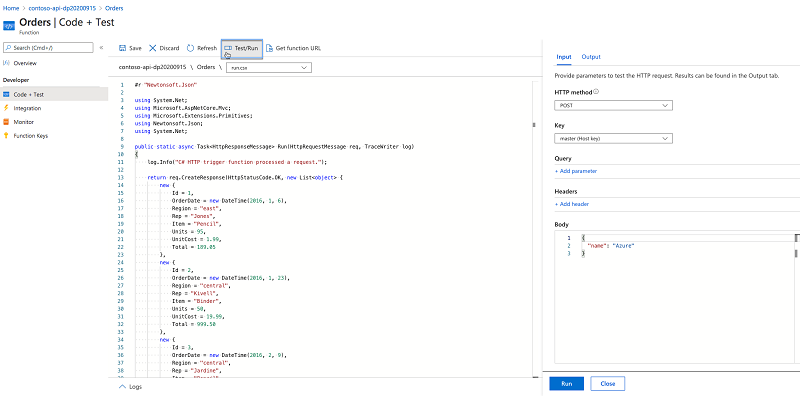 Home > contoso-api-dp20200915 > Orders
Orders | Code + Test
Function
Search (Cmd+/)
«
Overview
Developer
Code + Test
Integration
Monitor
Function Keys
Save Discard Refresh Test/Run Get function URL
contoso-api-dp20200915 \ Orders \ run.csx
1 #r "Newtonsoft.Json"
2
3 using System.Net;
4 using Microsoft.AspNetCore.Mvc;
5 using Microsoft.Extensions.Primitives;
6 using Newtonsoft.Json;
7 using System.Net;
8
9 public static async Task<HttpResponseMessage> Run(HttpRequestMessage req, TraceWriter log)
10 {
11 log.Info("C# HTTP trigger function processed a request.");
12
13 return req.CreateResponse(HttpStatusCode.OK, new List<object> {
14 new {
15 Id = 1,
16 OrderDate = new DateTime(2016, 1, 6),
17 Region = "east",
18 Rep = "Jones",
19 Item = "Pencil",
20 Units = 95,
21 UnitCost = 1.99,
22 Total = 189.05
23 },
24 new {
25 Id = 2,
26 OrderDate = new DateTime(2016, 1, 23),
27 Region = "central",
28 Rep = "Kivell",
29 Item = "Binder",
30 Units = 50,
31 UnitCost = 19.99,
32 Total = 999.50
33 },
34 new {
35 Id = 3,
36 OrderDate = new DateTime(2016, 2, 9),
37 Region = "central",
38 Rep = "Jardine",
Logs
Input Output
Provide parameters to test the HTTP request. Results can be found in the Output tab.
HTTP method
POST
Key
master (Host key)
Query
+ Add parameter
Headers
+ Add header
Body
1 {
2 "name": "Azure"
3 }
Run Close